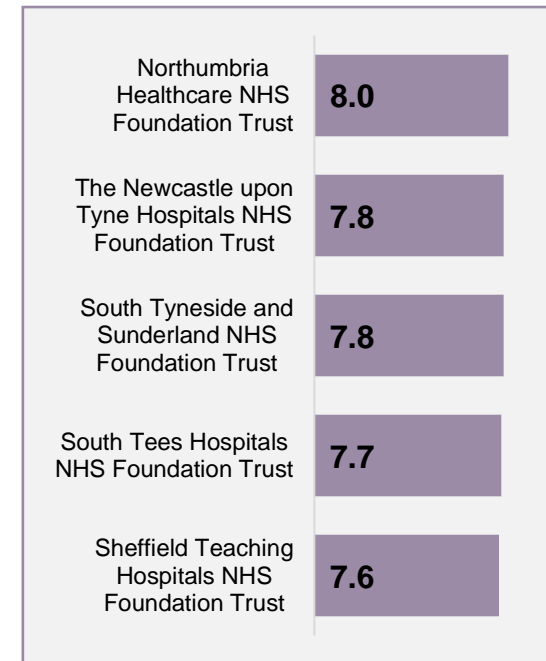 Northumbria
Healthcare NHS
Foundation Trust
8.0
The Newcastle upon
Tyne Hospitals NHS
Foundation Trust
7.8
South Tyneside and
Sunderland NHS
Foundation Trust
7.8
South Tees Hospitals
NHS Foundation Trust
7.7
Sheffield Teaching
Hospitals NHS
Foundation Trust
7.6